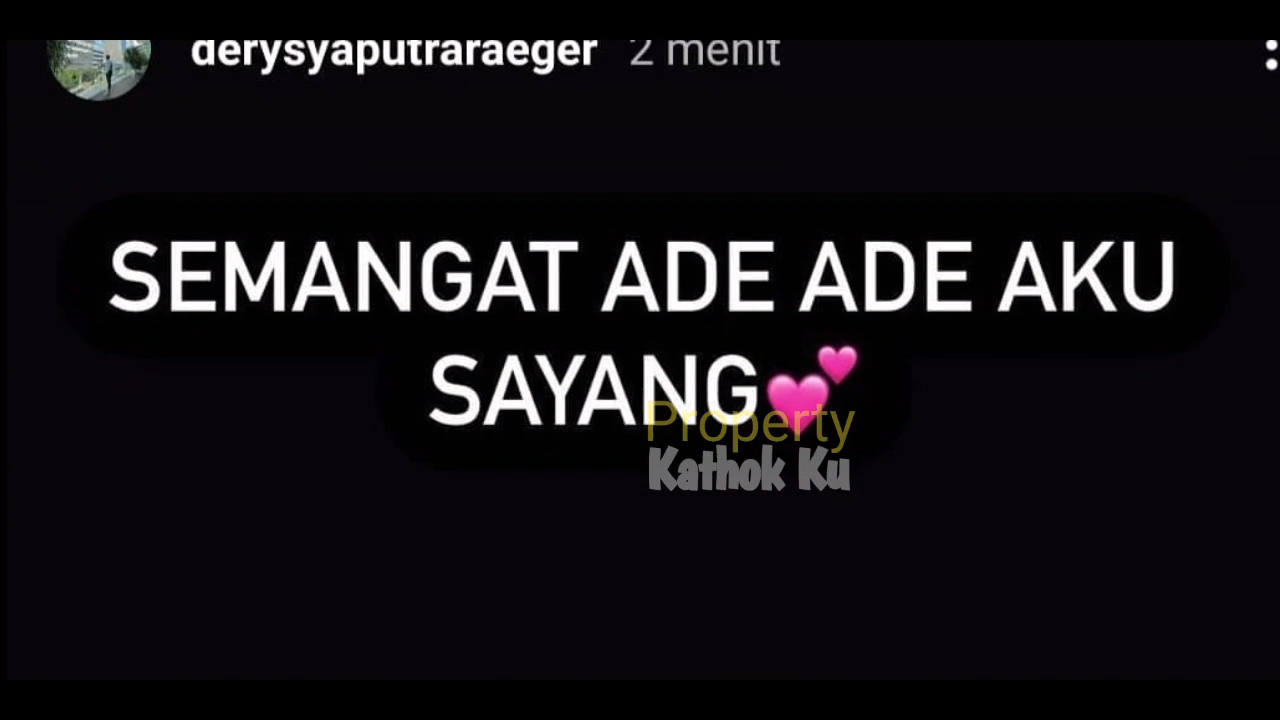 derysyaputraraeger 2 menit
SEMANGAT ADE ADE AKU
SAYANG💕
Property
Kathok Ku